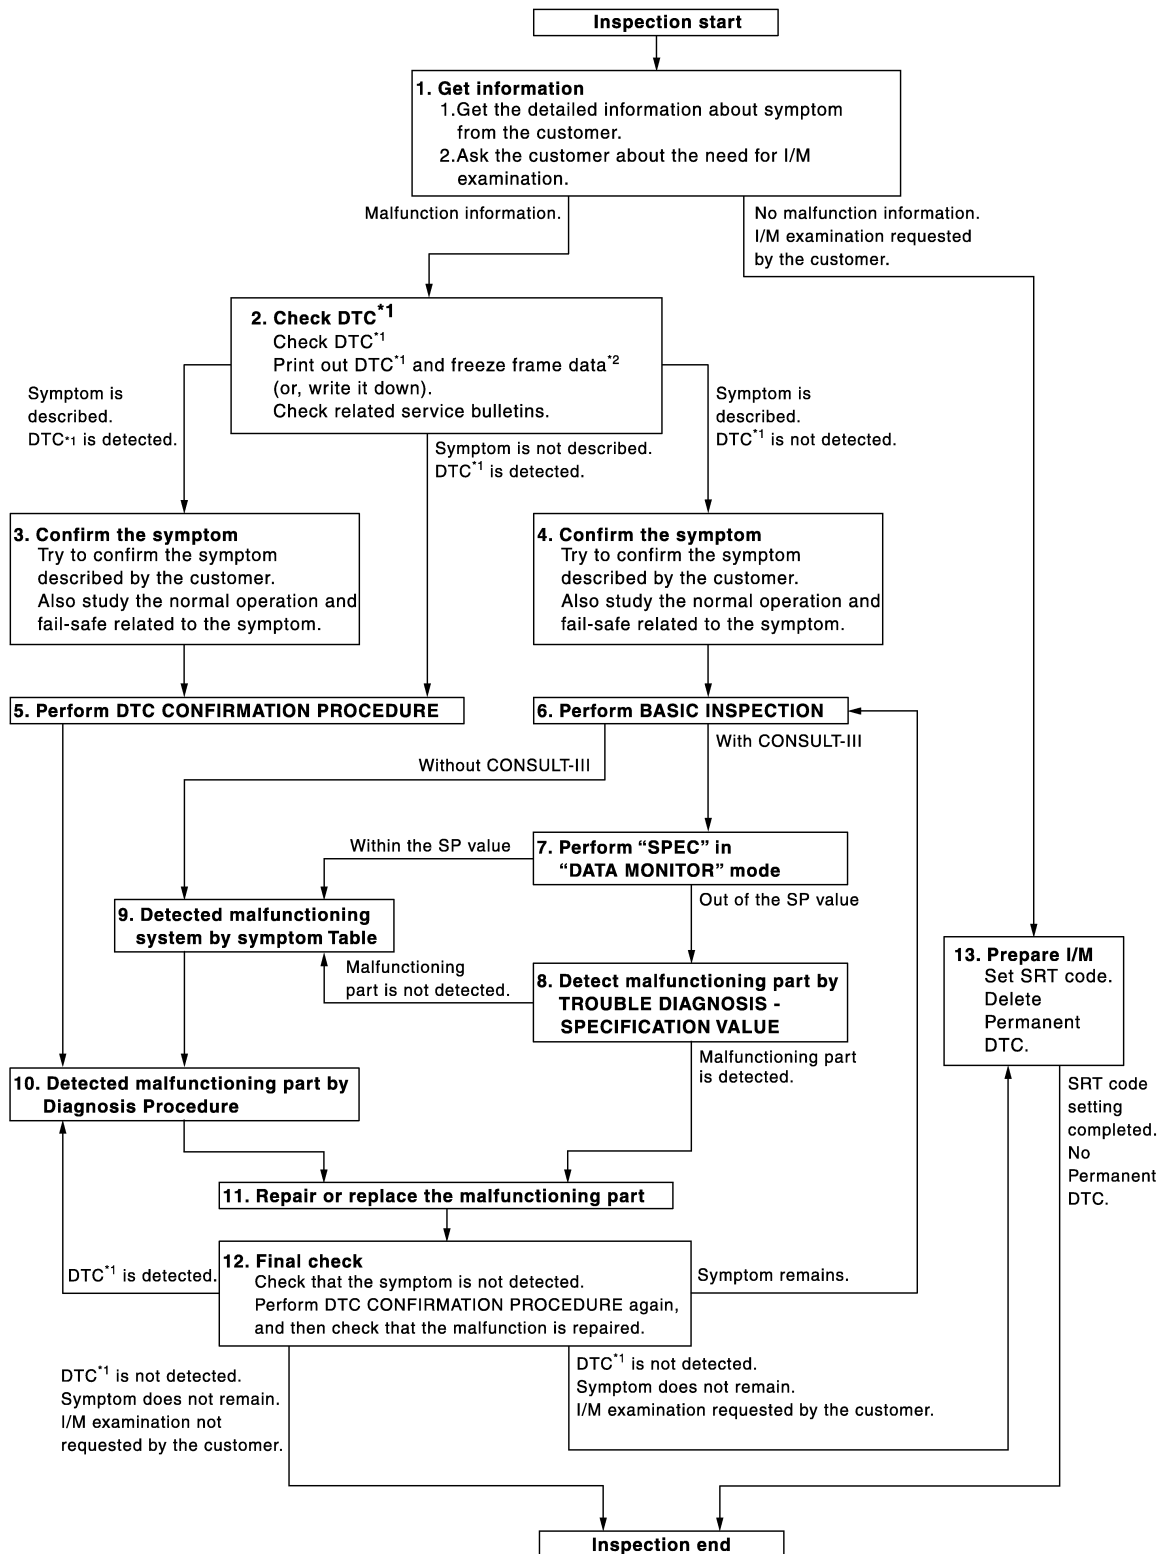 Inspection start
1. Get information
1.Get the detailed information about symptom
from the customer.
2.Ask the customer about the need for I/M
examination.
Malfunction information.
No malfunction information.
I/M examination requested
by the customer.
2. Check DTC*1
Check DTC*1
Print out DTC*1 and freeze frame data*2
(or, write it down).
Check related service bulletins.
Symptom is
described.
DTC*1 is detected.
Symptom is not described.
DTC*1 is detected.
Symptom is
described.
DTC*1 is not detected.
3. Confirm the symptom
Try to confirm the symptom
described by the customer.
Also study the normal operation and
fail-safe related to the symptom.
4. Confirm the symptom
Try to confirm the symptom
described by the customer.
Also study the normal operation and
fail-safe related to the symptom.
5. Perform DTC CONFIRMATION PROCEDURE
6. Perform BASIC INSPECTION
Without CONSULT-III
With CONSULT-III
Within the SP value
7. Perform “SPEC” in
“DATA MONITOR” mode
Out of the SP value
9. Detected malfunctioning
system by symptom Table
Malfunctioning
part is not detected.
8. Detect malfunctioning part by
TROUBLE DIAGNOSIS -
SPECIFICATION VALUE
13. Prepare I/M
Set SRT code.
Delete
Permanent
DTC.
Malfunctioning part
is detected.
10. Detected malfunctioning part by
Diagnosis Procedure
SRT code
setting
completed.
No
Permanent
DTC.
11. Repair or replace the malfunctioning part
DTC*1 is detected.
12. Final check
Check that the symptom is not detected.
Perform DTC CONFIRMATION PROCEDURE again,
and then check that the malfunction is repaired.
Symptom remains.
DTC*1 is not detected.
Symptom does not remain.
I/M examination not
requested by the customer.
DTC*1 is not detected.
Symptom does not remain.
I/M examination requested by the customer.
Inspection end